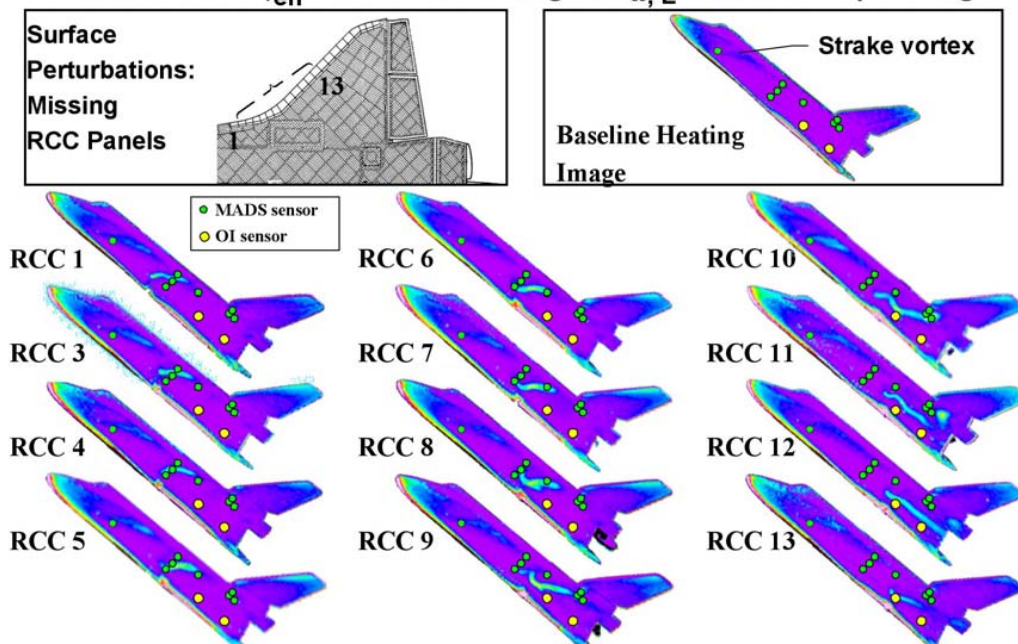 Surface
Perturbations:
Missing
RCC Panels
13
1
Strake vortex
Baseline Heating
Image
MADS sensor
OI sensor
RCC 1
RCC 6
RCC 10
RCC 3
RCC 7
RCC 11
RCC 4
RCC 8
RCC 12
RCC 5
RCC 9
RCC 13